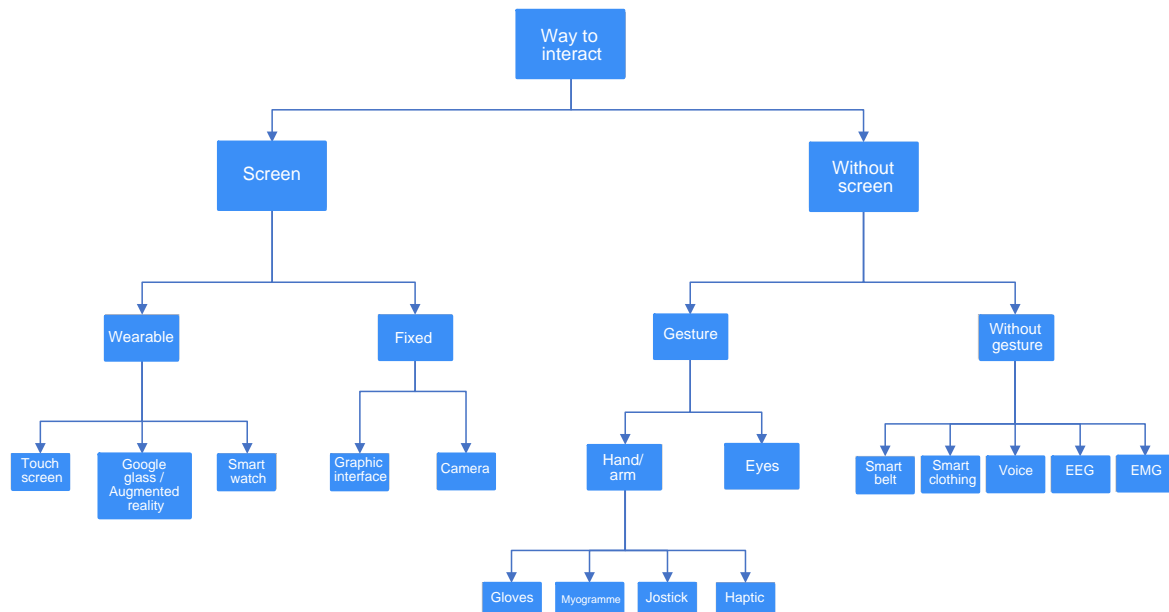 Way to
interact
Screen
Without
screen
Wearable
Fixed
Gesture
Without
gesture
Touch
screen
Google
glass /
Augmented
reality
Smart
watch
Graphic
interface
Camera
Hand/
arm
Eyes
Smart
belt
Smart
clothing
Voice
EEG
EMG
Gloves
Myogramme
Jostick
Haptic